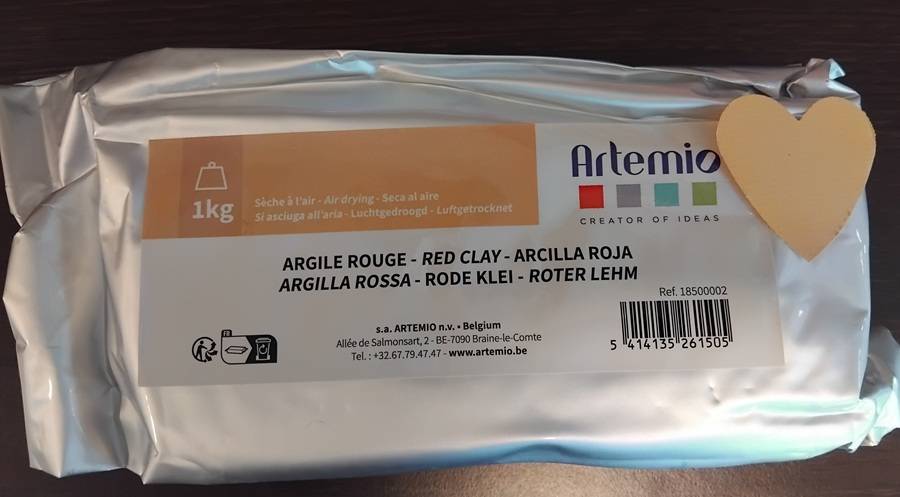 1kg
Sèche à l'air - Air drying - Seca al aire
Si asciuga all'aria - Luchtgedroogd - Luftgetrocknet
Artemio
CREATOR OF IDEAS
ARGILE ROUGE - RED CLAY - ARCILLA ROJA
ARGILLA ROSSA - RODE KLEI - ROTER LEHM
Ref. 18500002
s.a. ARTEMIO n.v. • Belgium
Allée de Salmonsart, 2 - BE-7090 Braine-le-Comte
Tel. : +32.67.79.47.47 - www.artemio.be
FR
5 414135 261505